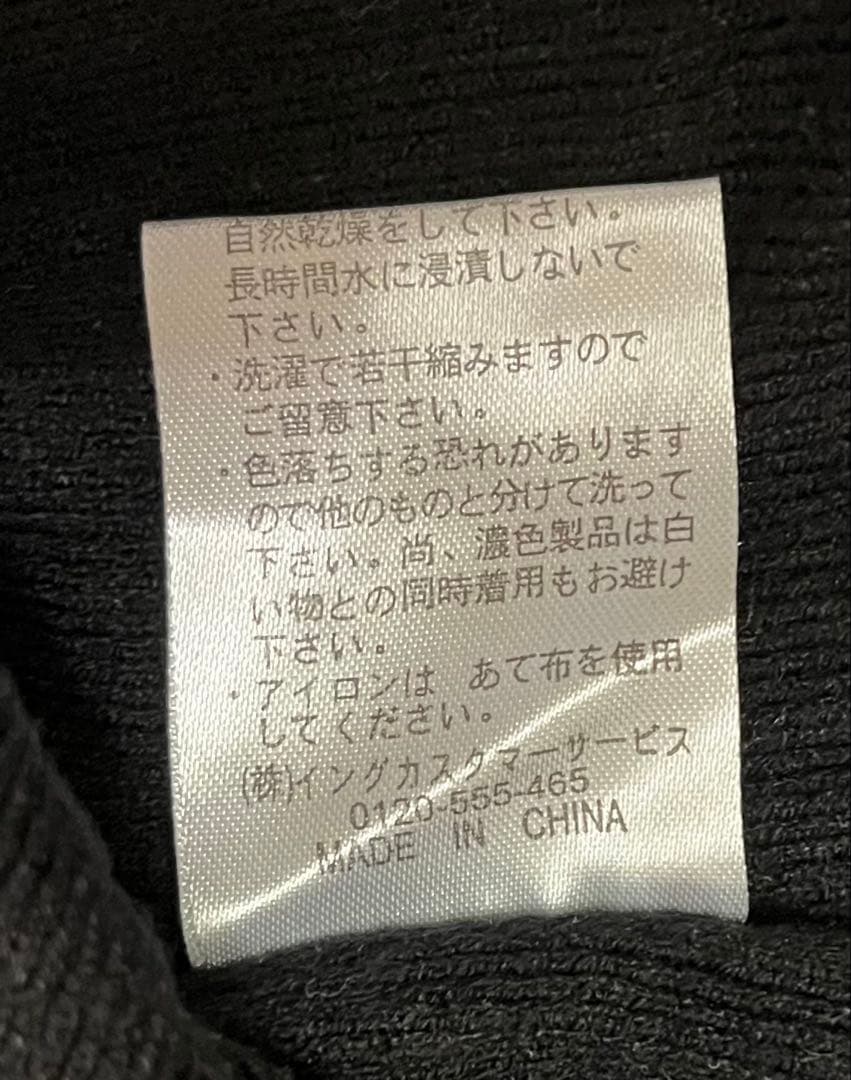 自然乾燥をして下さい。
長時間水に浸漬しないで
下さい。
・洗濯で若干縮みますので
ご留意下さい。
・色落ちする恐れがあります
ので他のものと分けて洗って
下さい。尚、濃色製品は白
い物との同時着用もお避け
下さい。
・アイロンは あて布を使用
してください。
(株)イングカスタマーサービス
0120-555-465
MADE IN CHINA